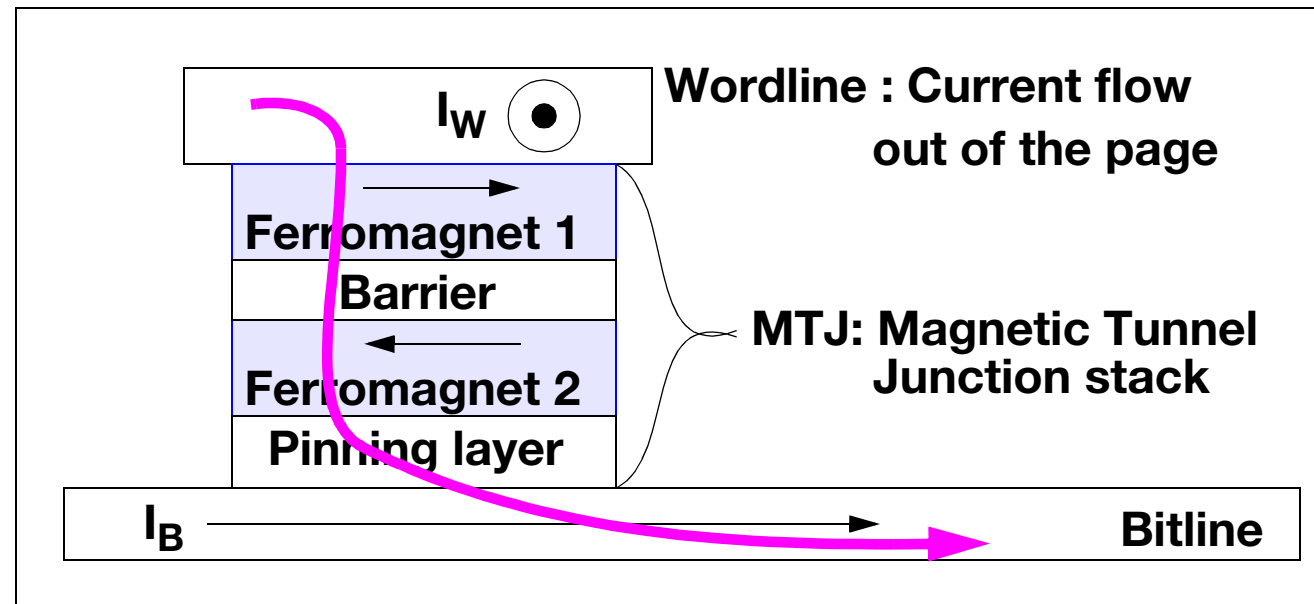 Wordline : Current flow
out of the page
I_W
Ferromagnet 1
Barrier
MTJ: Magnetic Tunnel
Junction stack
Ferromagnet 2
Pinning layer
I_B
Bitline